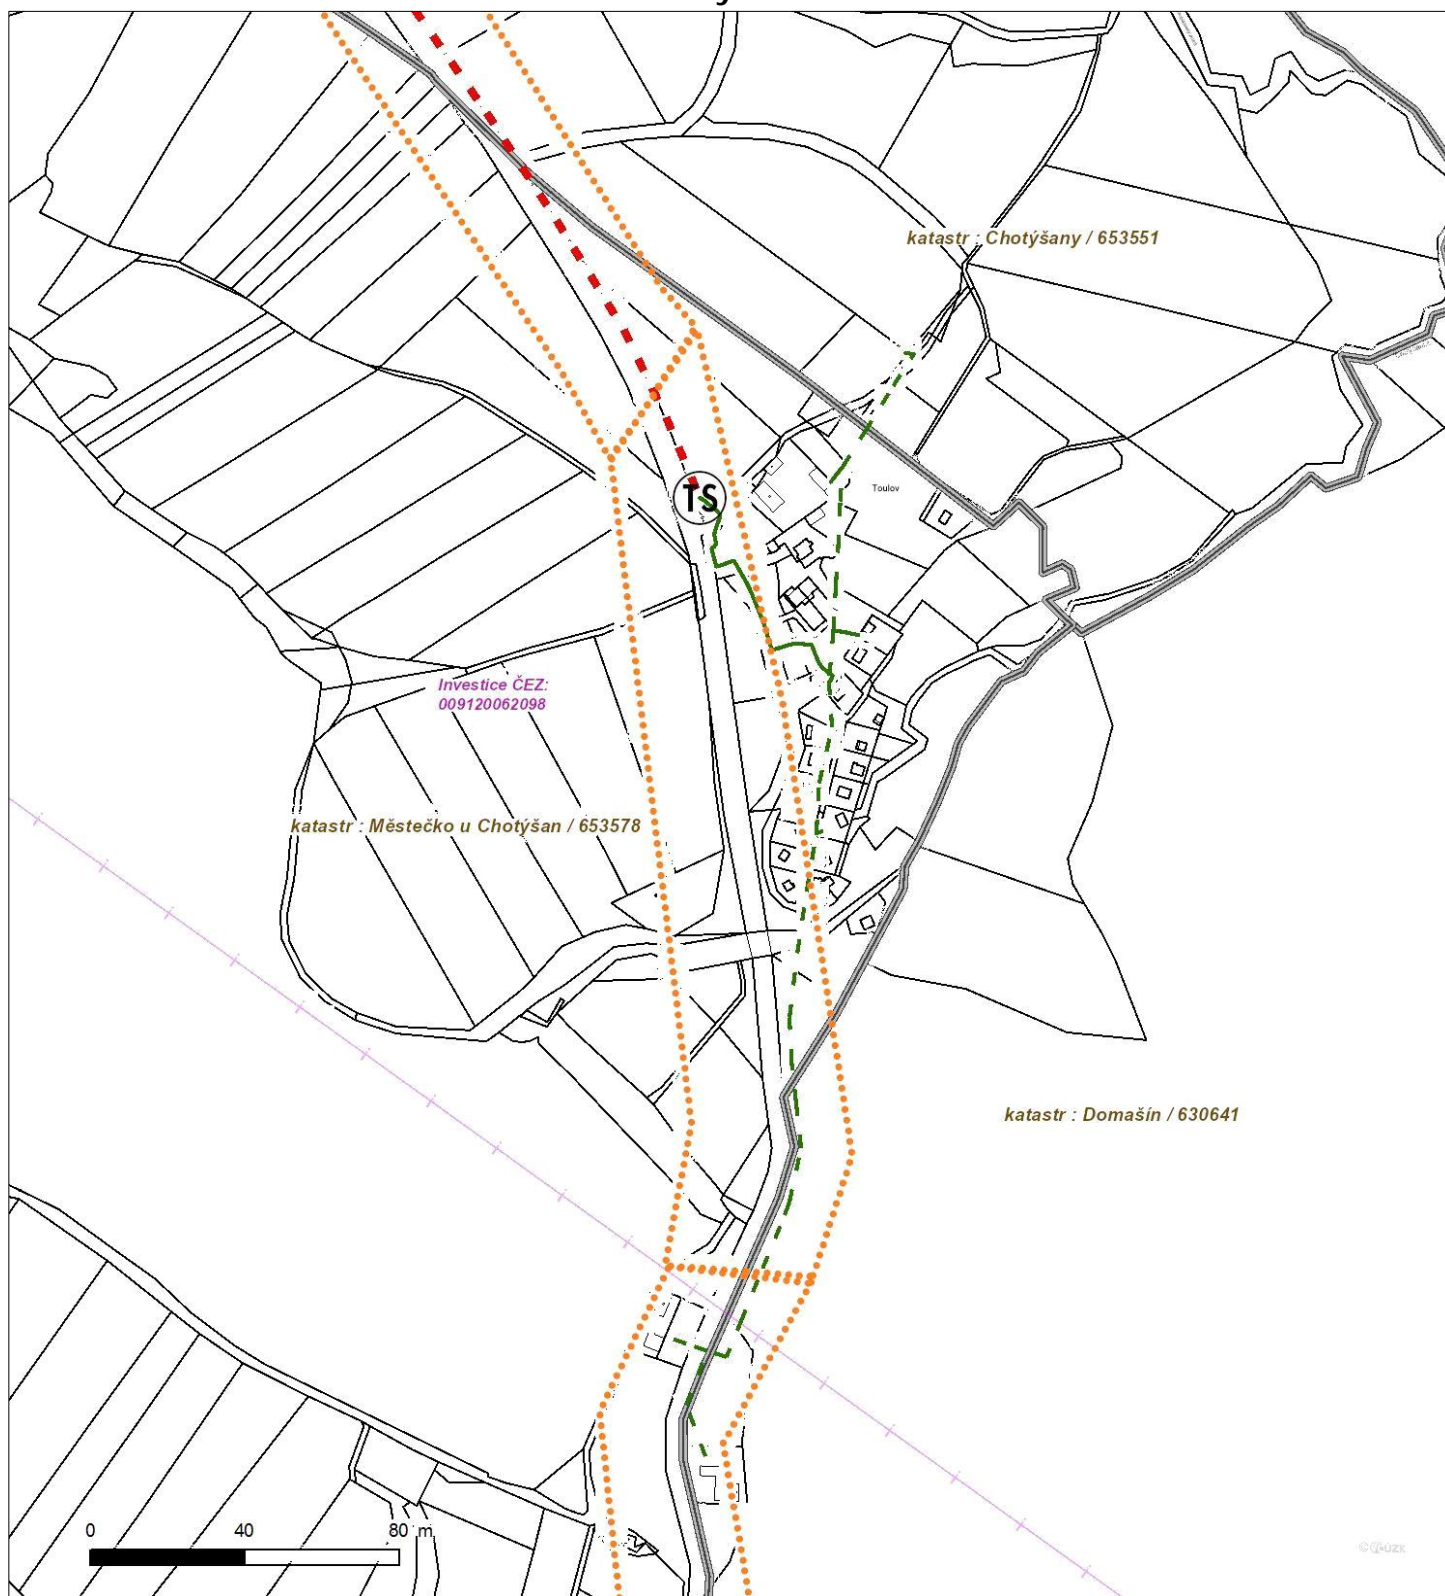 katastr : Chotýšany / 653551
TS
Toulov
Investice ČEZ:
009120062098
katastr : Městečko u Chotýšan / 653578
katastr : Domašín / 630641
0 40 80 m